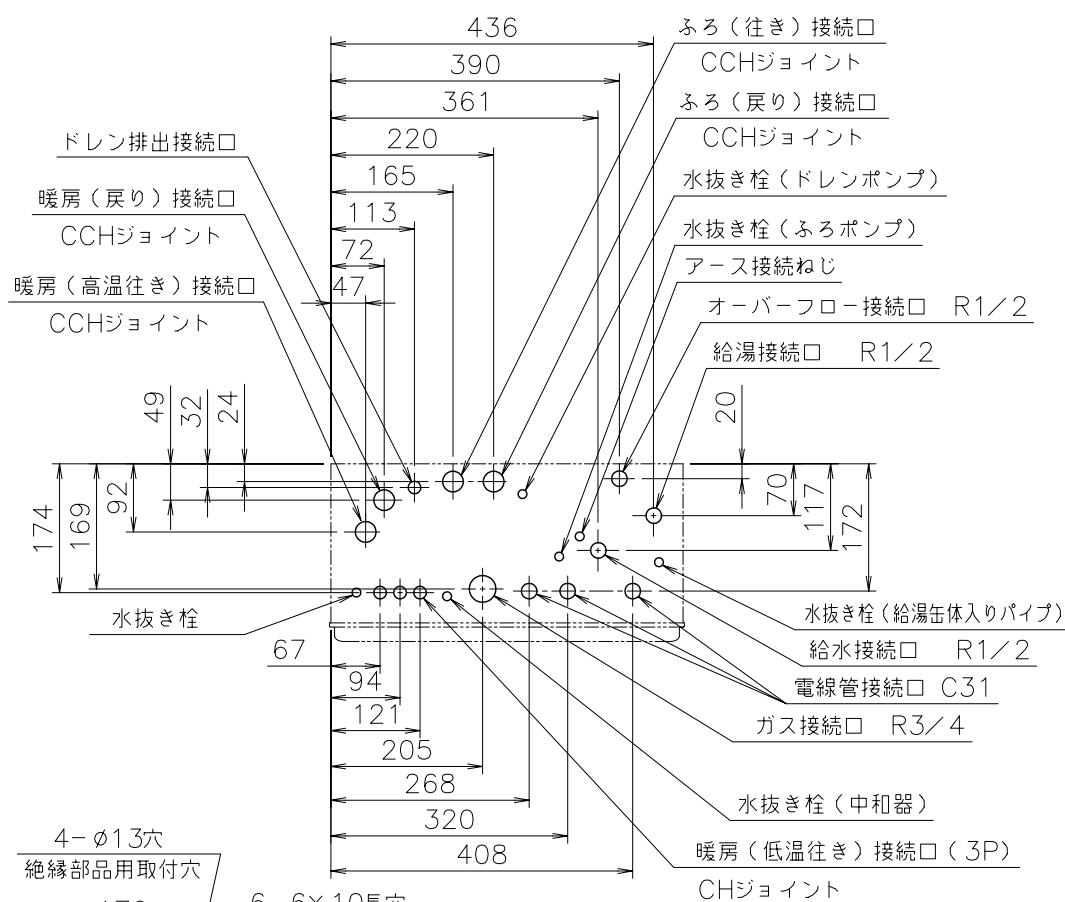 436
ふろ（往き）接続口
CCHジョイント
390
361
ふろ（戻り）接続口
CCHジョイント
ドレン排出接続口
220
165
水抜き栓（ドレンポンプ）
暖房（戻り）接続口
CCHジョイント
113
水抜き栓（ふろポンプ）
72
アース接続ねじ
暖房（高温往き）接続口
CCHジョイント
47
オーバーフロー接続口 R1/2
給湯接続口 R1/2
49
32
24
20
174
169
92
70
117
172
水抜き栓
水抜き栓（給湯缶体入りパイプ）
67
給水接続口 R1/2
94
電線管接続口 C31
121
ガス接続口 R3/4
205
268
水抜き栓（中和器）
320
4-φ13穴
絶縁部品用取付穴
408
暖房（低温往き）接続口（3P）
CHジョイント